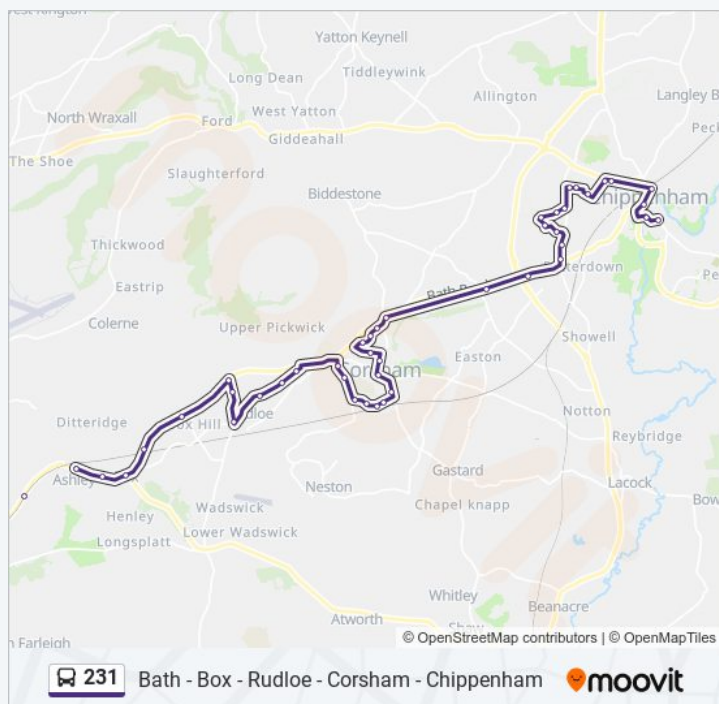 Yatton Keynell
Long Dean
Tiddleywink
Allington
Langley B
North Wraxall
West Yatton
Ford
Giddeahall
Peck
The Shoe
Slaughterford
Biddestone
Chippenham
Thickwood
Eastrip
Bath
Pe
Colerne
Upper Pickwick
Showell
Corsham
Easton
Ditteridge
Box Hill
Rudloe
Notton
Reybridge
Ashley
Gastard
Neston
Lacock
Wadswick
Chapel knapp
Bow
Henley
Lower Wadswick
Longsplatt
Whitley
Beanacre
Atworth
n Farleigh
© OpenStreetMap contributors | © OpenMapTiles
231 Bath - Box - Rudloe - Corsham - Chippenham moovit